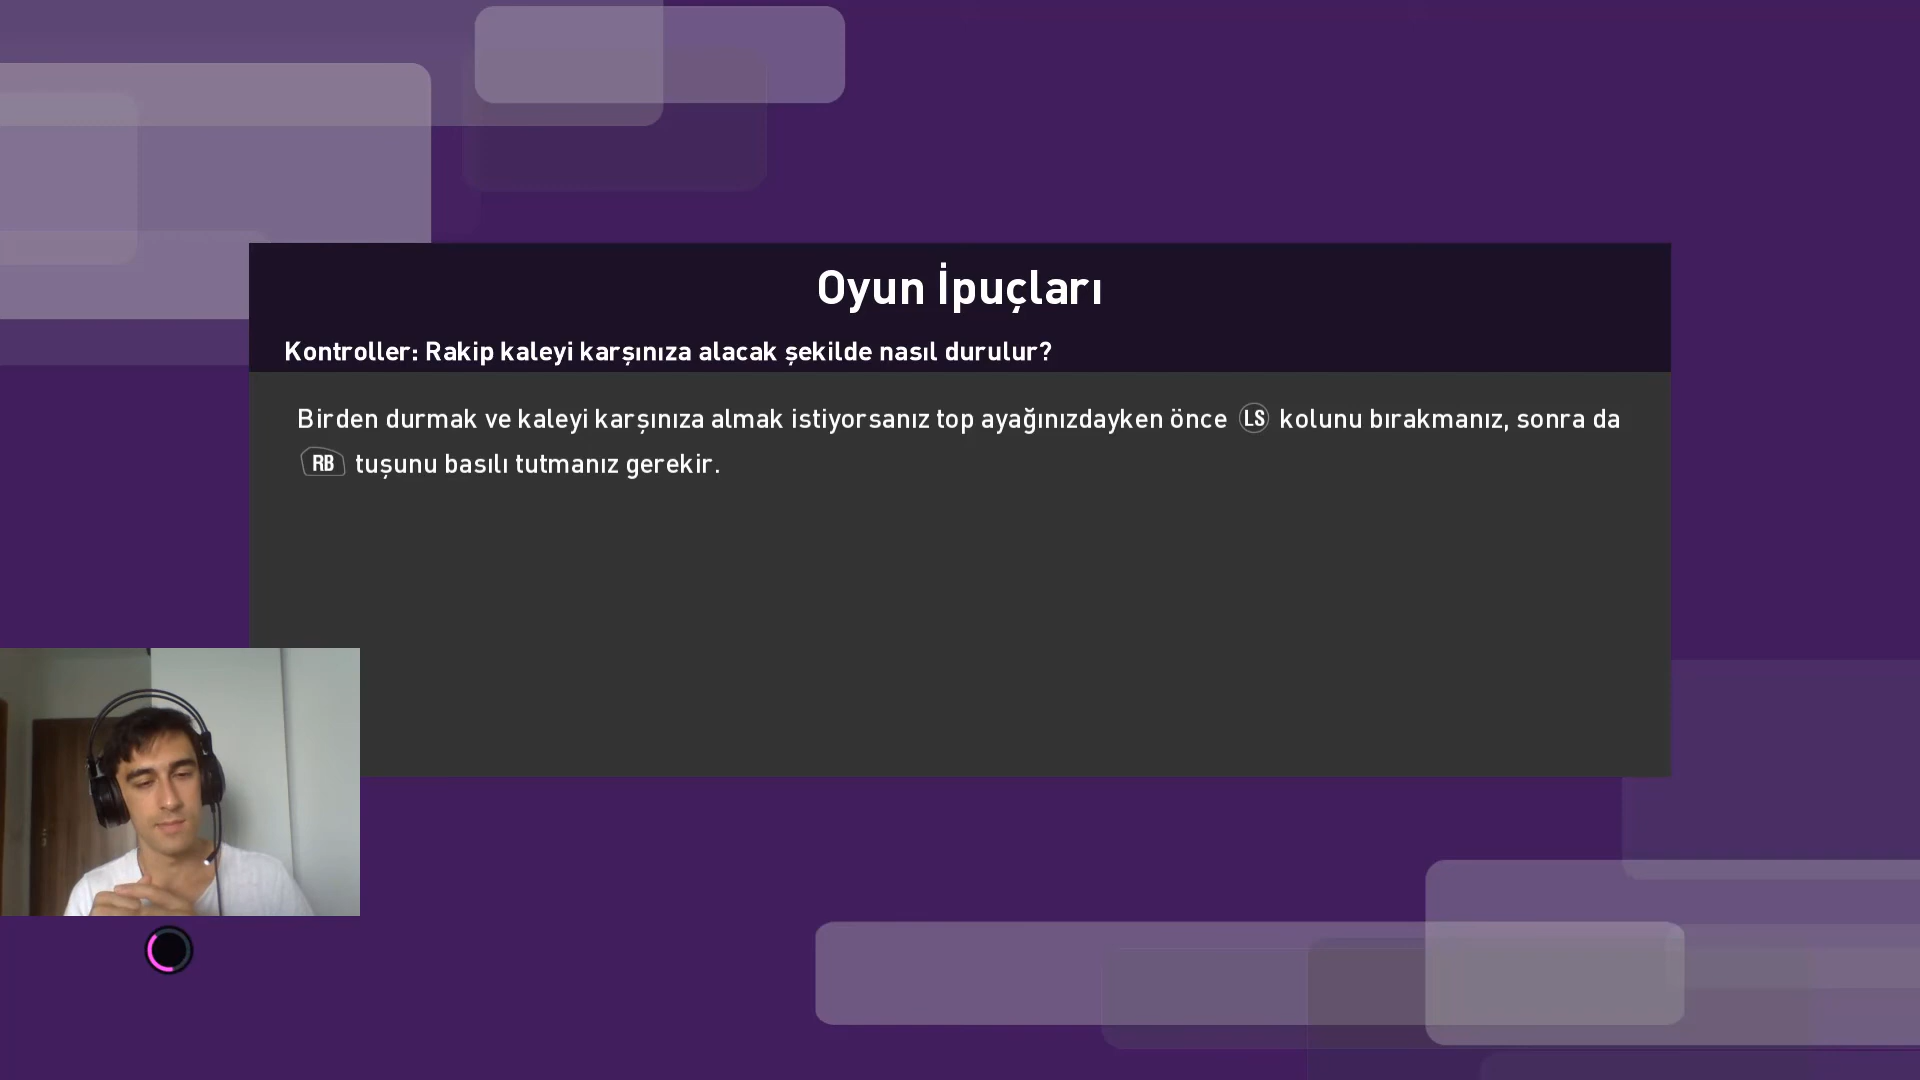 Oyun İpuçları
Kontroller: Rakip kaleyi karşınıza alacak şekilde nasıl durulur?
Birden durmak ve kaleyi karşınıza almak istiyorsanız top ayağınızdayken önce LS kolunu bırakmanız, sonra da
RB tuşunu basılı tutmanız gerekir.